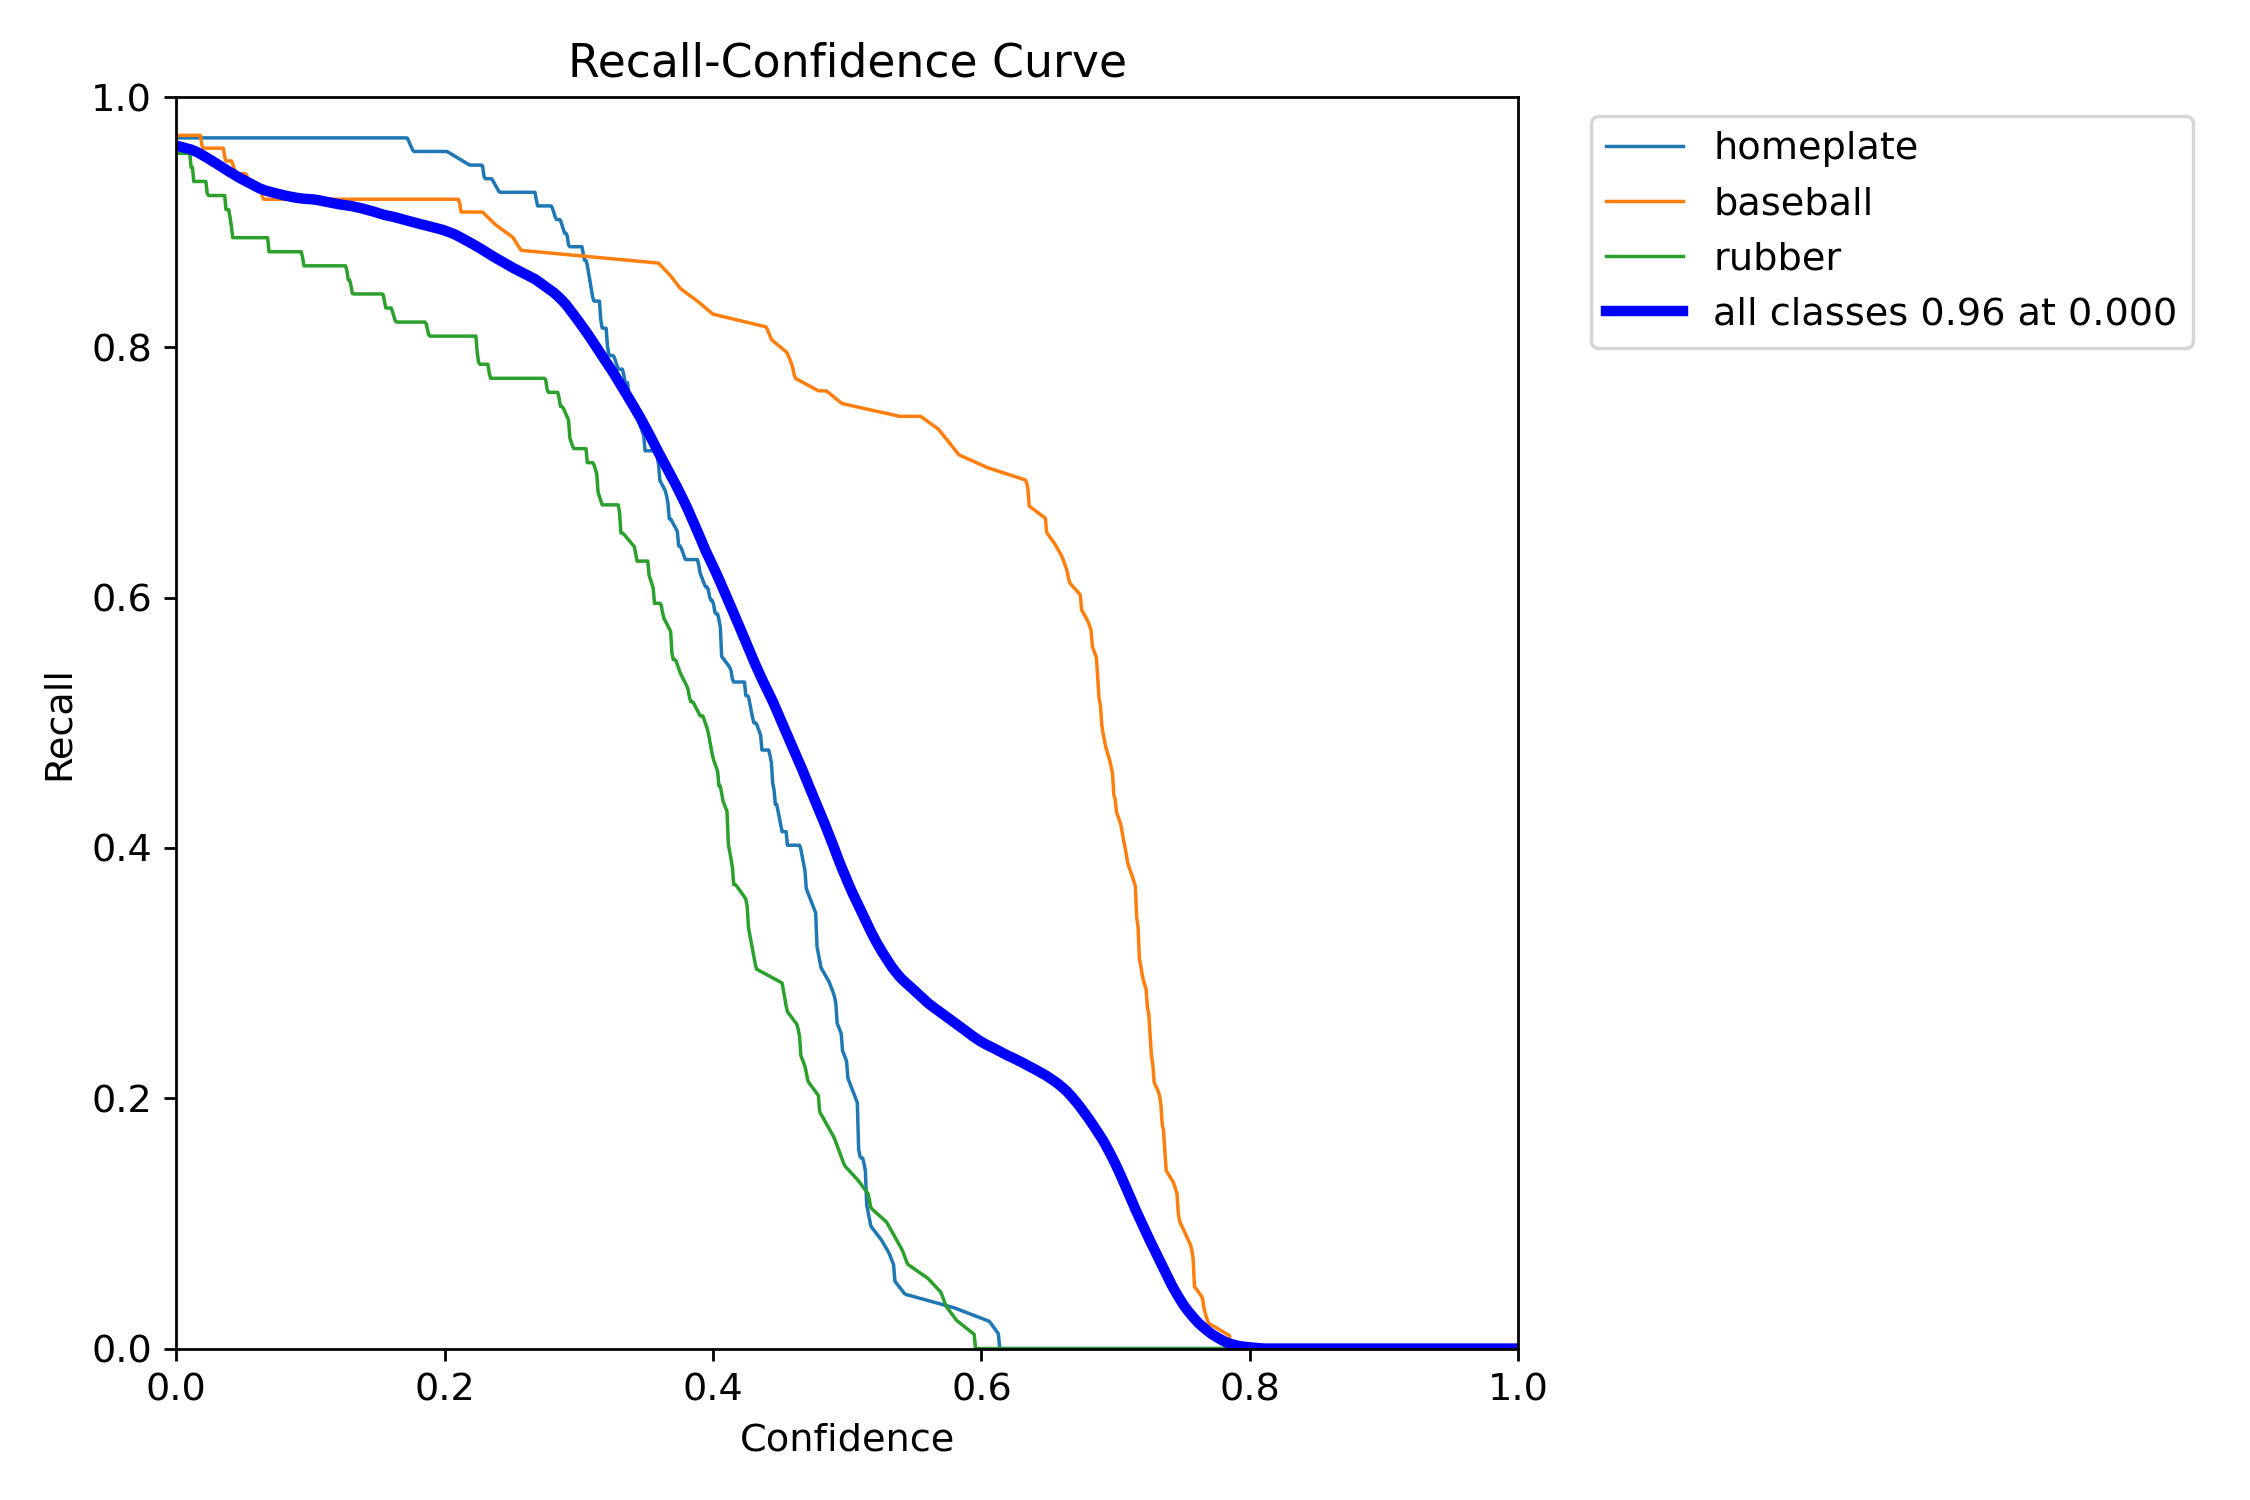 Recall-Confidence Curve
1.0
0.8
0.6
0.4
0.2
0.0
Recall
0.0 0.2 0.4 0.6 0.8 1.0
Confidence
homeplate
baseball
rubber
all classes 0.96 at 0.000